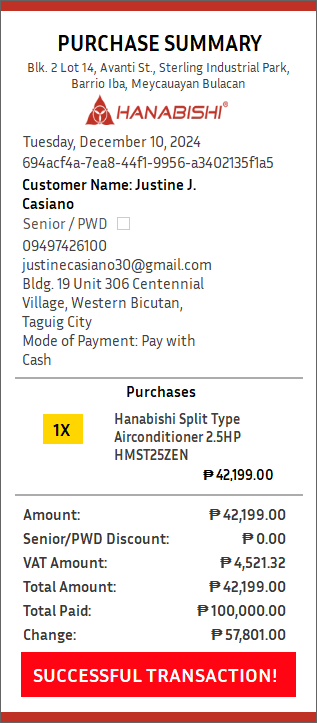 PURCHASE SUMMARY
Blk. 2 Lot 14, Avanti St., Sterling Industrial Park,
Barrio Iba, Meycauayan Bulacan
HANABISHI®
Tuesday, December 10, 2024
694acf4a-7ea8-44f1-9956-a3402135f1a5
Customer Name: Justine J.
Casiano
Senior / PWD
09497426100
justinecasiano30@gmail.com
Bldg. 19 Unit 306 Centennial
Village, Western Bicutan,
Taguig City
Mode of Payment: Pay with
Cash
Purchases
1X
Hanabishi Split Type
Airconditioner 2.5HP
HMST25ZEN
₱ 42,199.00
Amount: ₱ 42,199.00
Senior/PWD Discount: ₱ 0.00
VAT Amount: ₱ 4,521.32
Total Amount: ₱ 42,199.00
Total Paid: ₱ 100,000.00
Change: ₱ 57,801.00
SUCCESSFUL TRANSACTION!